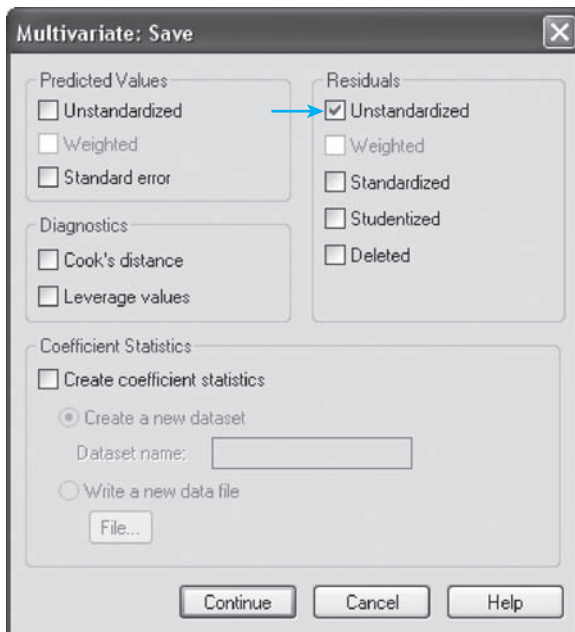 Multivariate: Save
Predicted Values
Unstandardized
Weighted
Standard error
Diagnostics
Cook's distance
Leverage values
Residuals
Unstandardized
Weighted
Standardized
Studentized
Deleted
Coefficient Statistics
Create coefficient statistics
Create a new dataset
Dataset name:
Write a new data file
File...
Continue
Cancel
Help